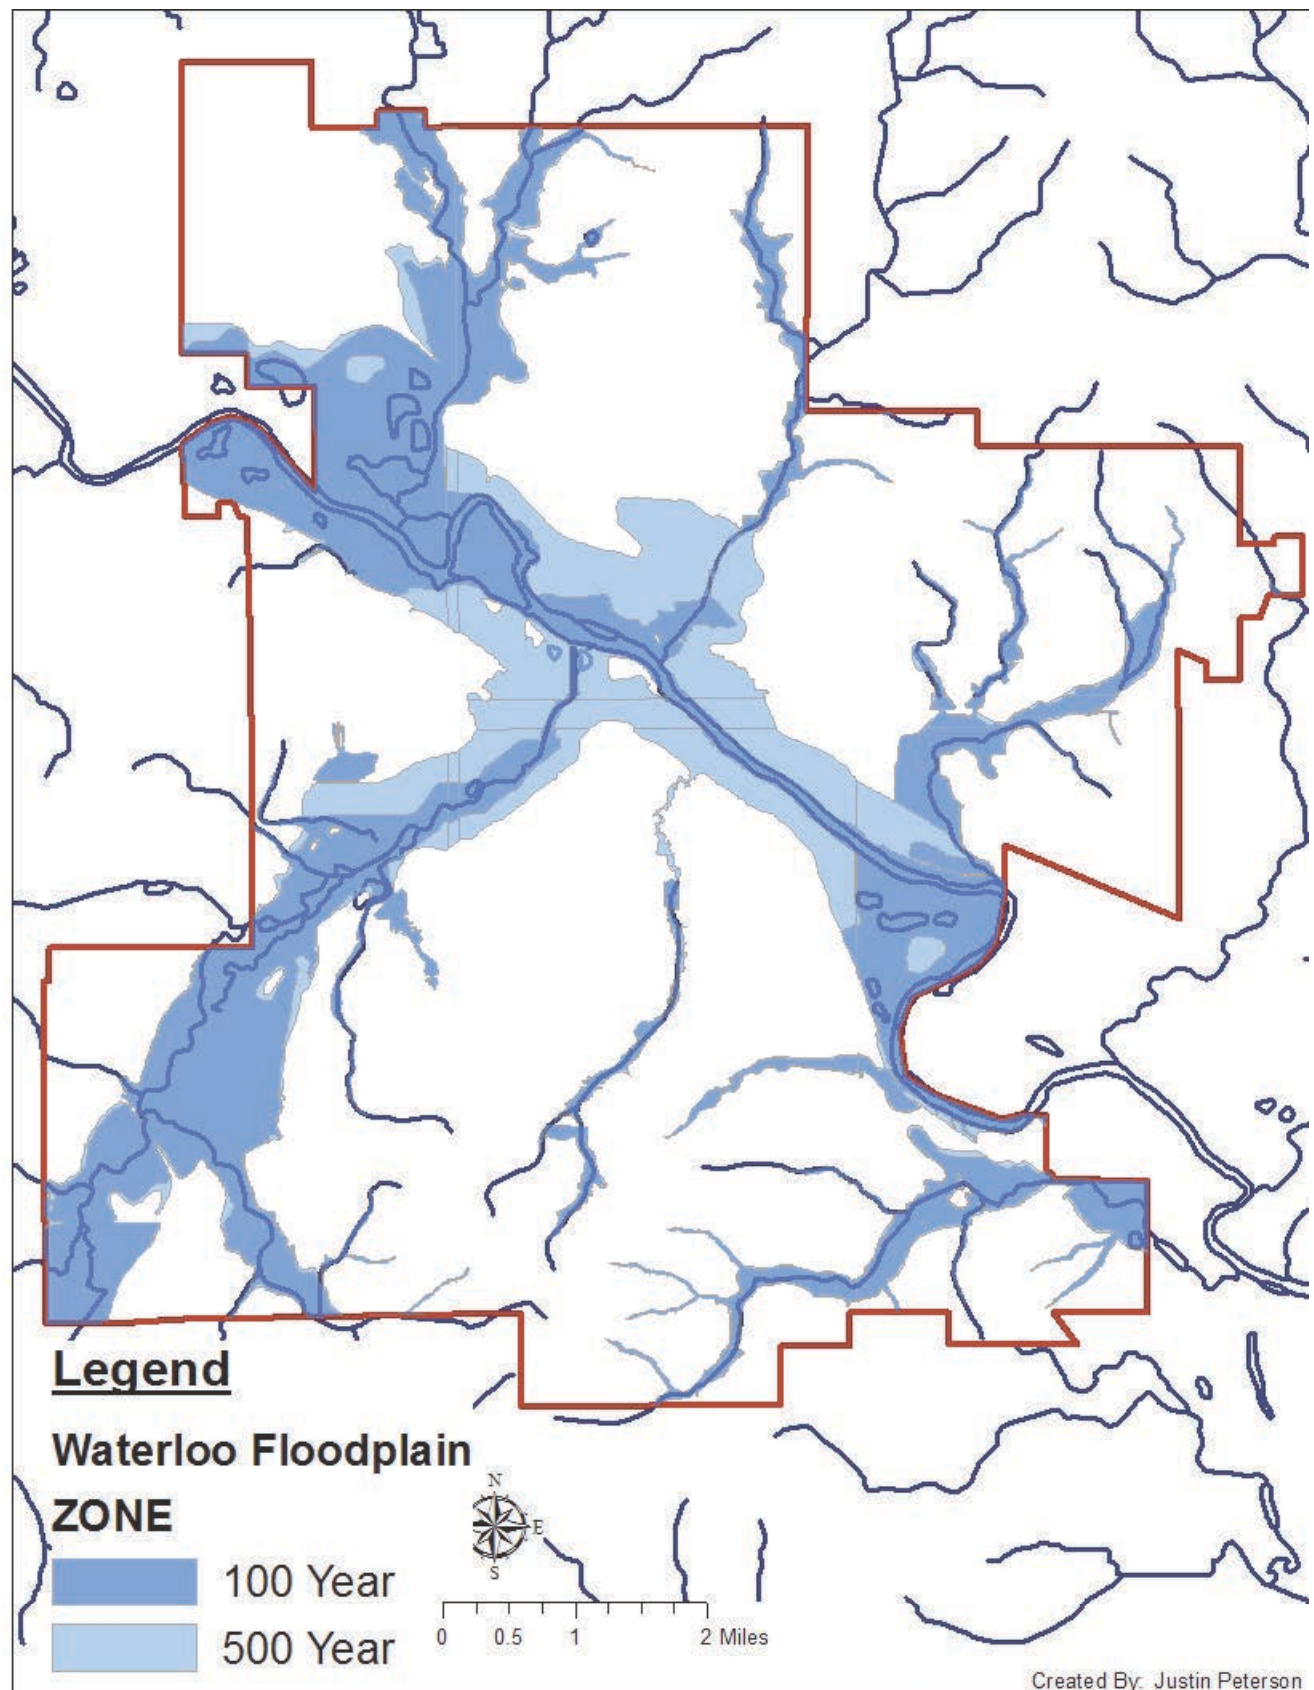 Legend
Waterloo Floodplain
ZONE
100 Year
500 Year
N
E
S
0 0.5 1 2 Miles
Created By: Justin Peterson